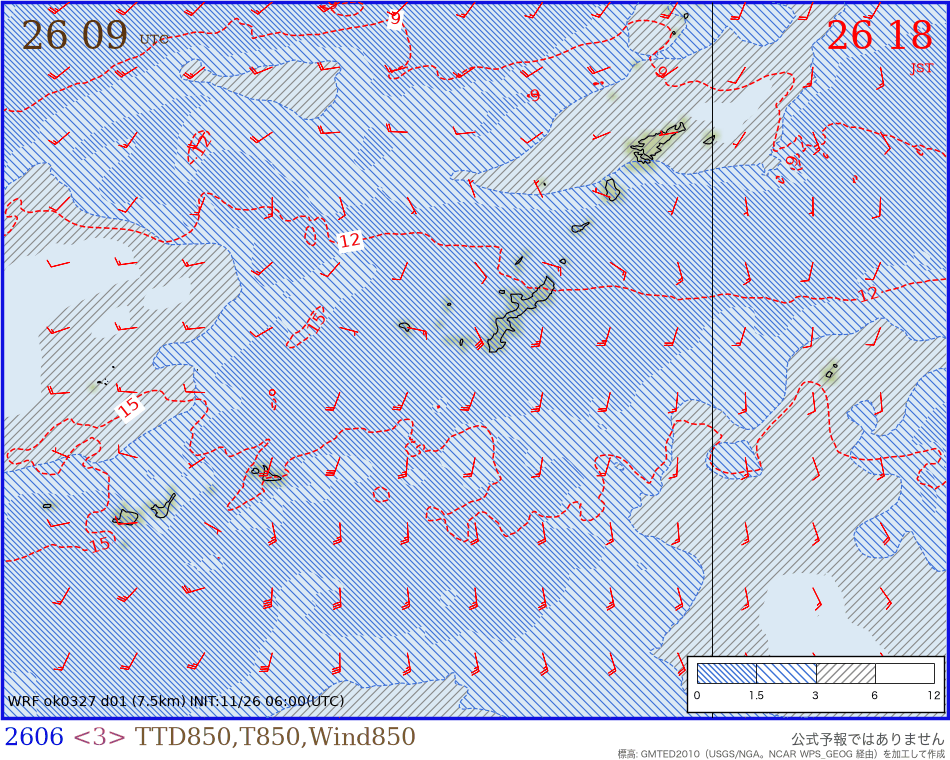 26 09 UTC
26 18
JST
9
9
9
12
9
12
12
15
15
15
0 1.5 3 6 12
WRF ok0327 d01 (7.5km) INIT:11/26 06:00(UTC)
2606 <3> TTD850,T850,Wind850
公式予報ではありません
標高: GMTED2010（USGS/NGA。NCAR WPS_GEOG 経由）を加工して作成